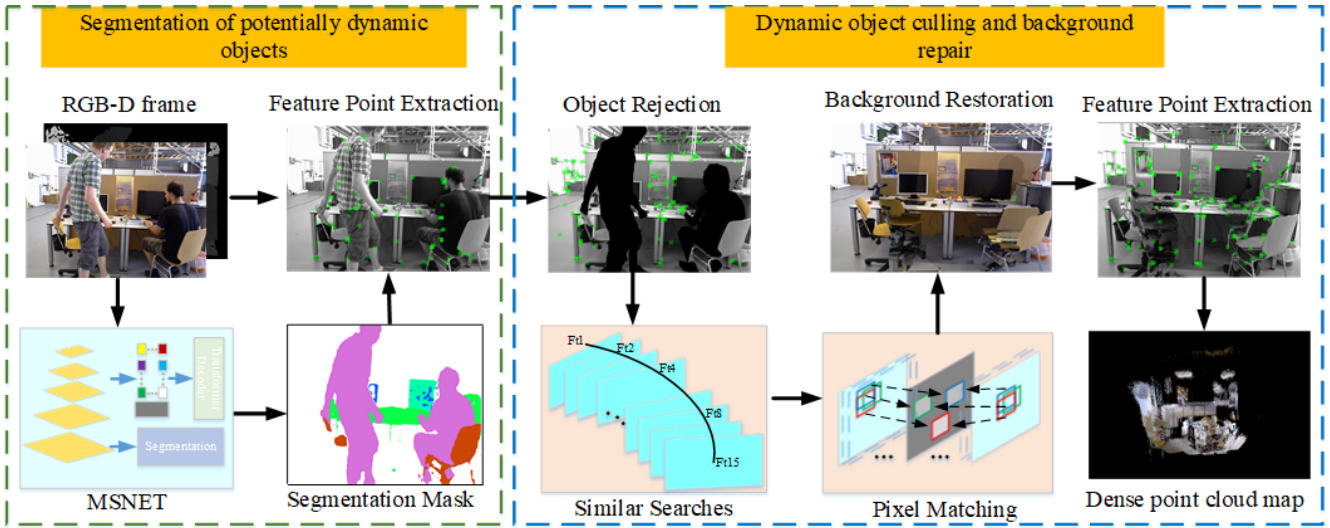 Segmentation of potentially dynamic
objects
Dynamic object culling and background
repair
RGB-D frame
Feature Point Extraction
Object Rejection
Background Restoration
Feature Point Extraction
Transformer
Decoder
Segmentation
MSNET
Segmentation Mask
Ft1
Ft2
Ft4
Ft8
Ft15
Similar Searches
Pixel Matching
Dense point cloud map